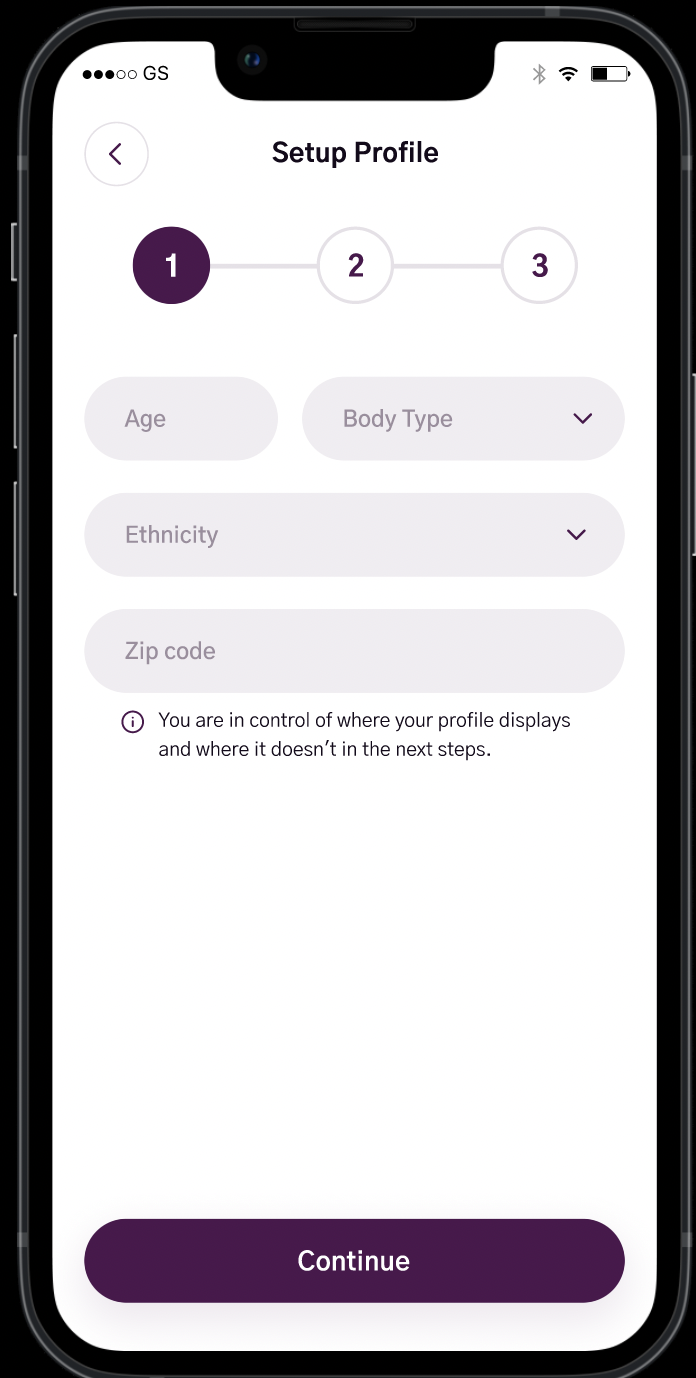 GS
Setup Profile
1 2 3
Age
Body Type
Ethnicity
Zip code
You are in control of where your profile displays
and where it doesn't in the next steps.
Continue